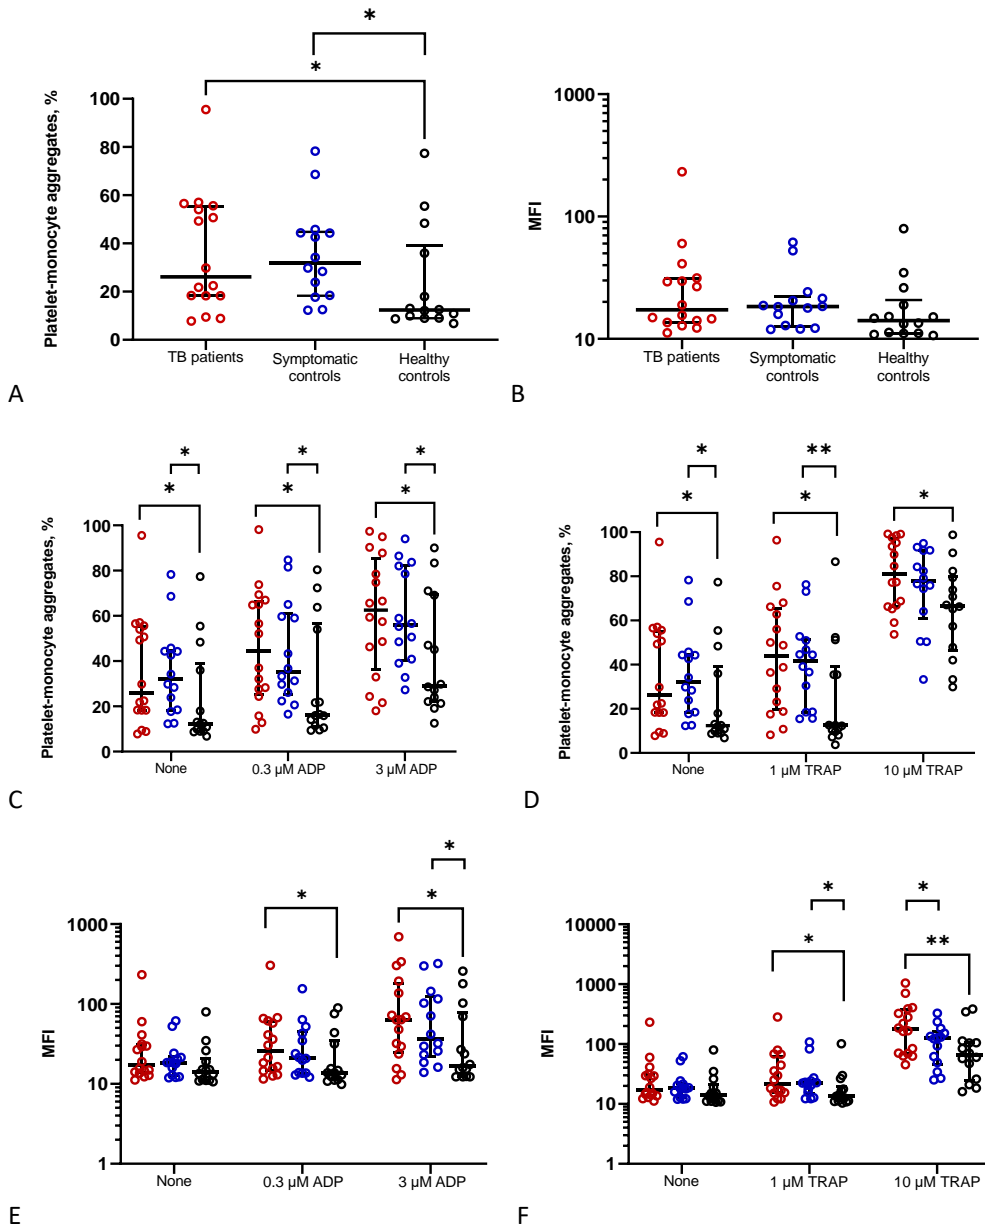 *
*
Platelet-monocyte aggregates, %
100
80
60
40
20
0
TB patients
Symptomatic
controls
Healthy
controls
A
MFI
1000
100
10
TB patients
Symptomatic
controls
Healthy
controls
B
*
*
*
*
*
*
Platelet-monocyte aggregates, %
100
80
60
40
20
0
None
0.3 µM ADP
3 µM ADP
C
*
*
**
*
*
Platelet-monocyte aggregates, %
100
80
60
40
20
0
None
1 µM TRAP
10 µM TRAP
D
*
*
*
MFI
1000
100
10
1
None
0.3 µM ADP
3 µM ADP
E
*
*
*
**
MFI
10000
1000
100
10
1
None
1 µM TRAP
10 µM TRAP
F